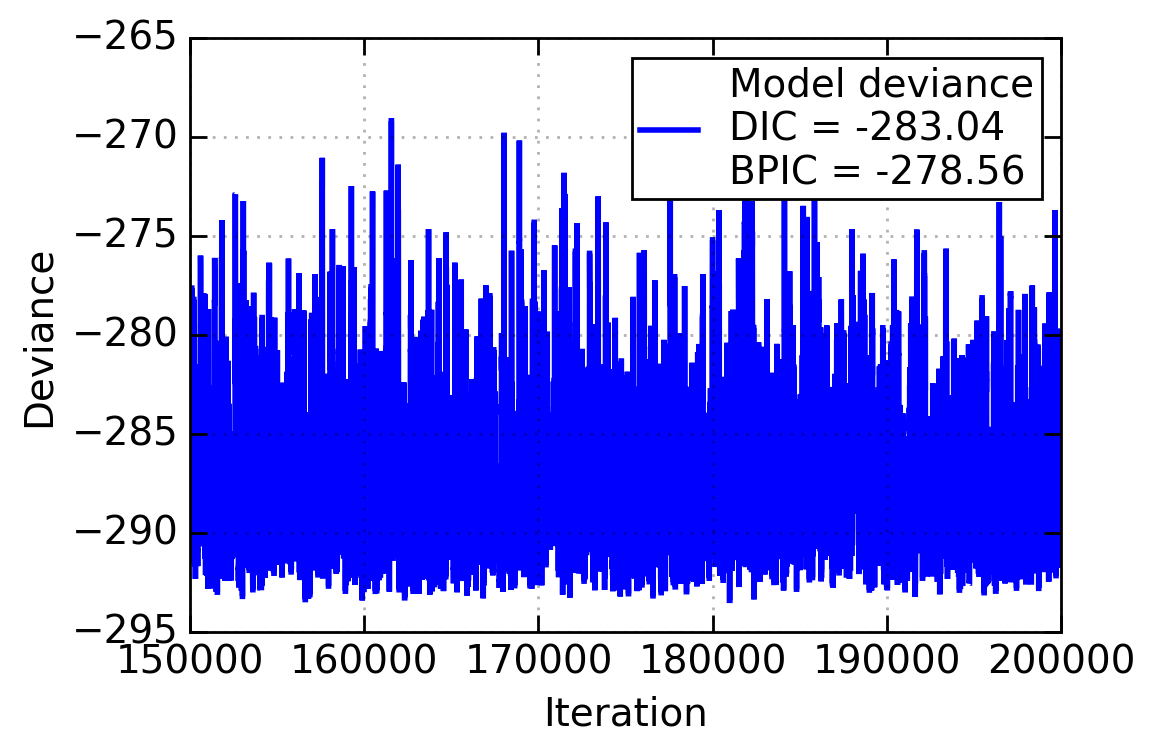 −265
Model deviance
DIC = -283.04
BPIC = -278.56
−270
−275
−280
−285
−290
−295
Deviance
150000 160000 170000 180000 190000 200000
Iteration